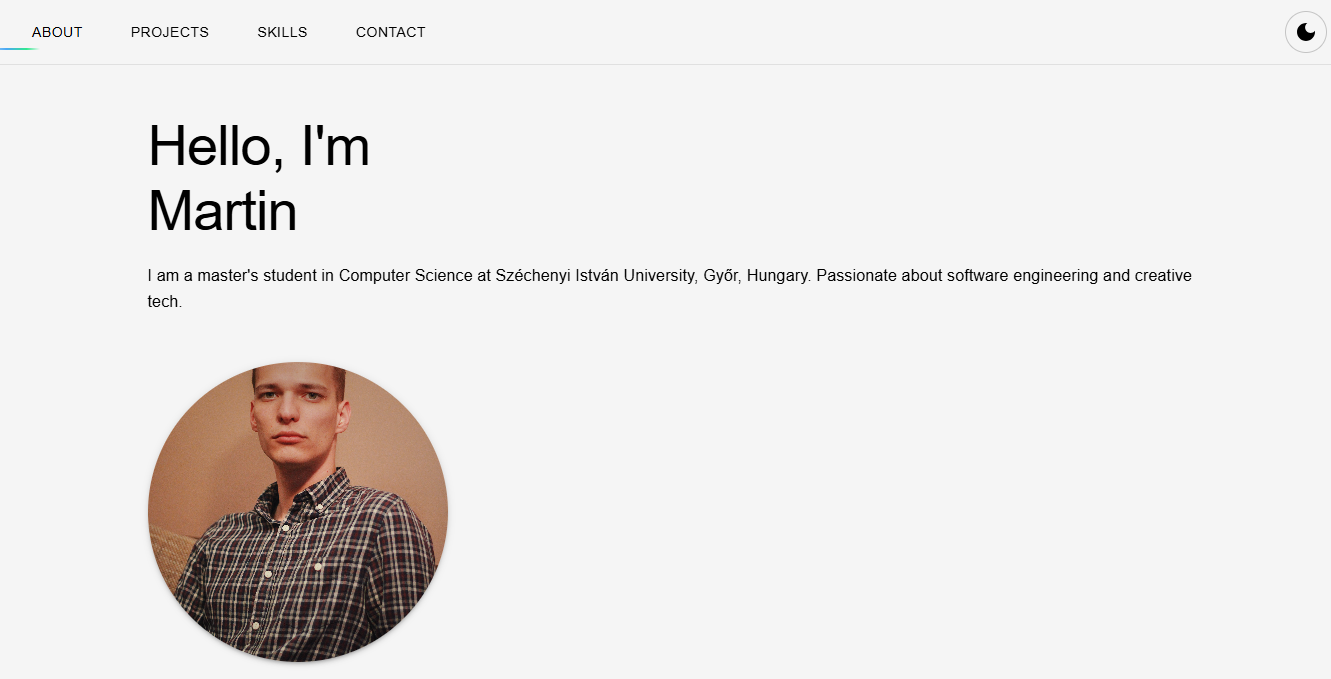 ABOUT PROJECTS SKILLS CONTACT
Hello, I'm
Martin
I am a master's student in Computer Science at Széchenyi István University, Győr, Hungary. Passionate about software engineering and creative
tech.